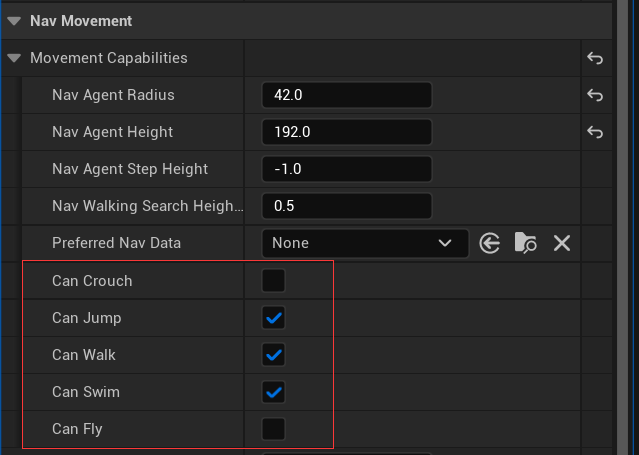 Nav Movement
Movement Capabilities
Nav Agent Radius 42.0
Nav Agent Height 192.0
Nav Agent Step Height -1.0
Nav Walking Search Heigh... 0.5
Preferred Nav Data None
Can Crouch
Can Jump
Can Walk
Can Swim
Can Fly